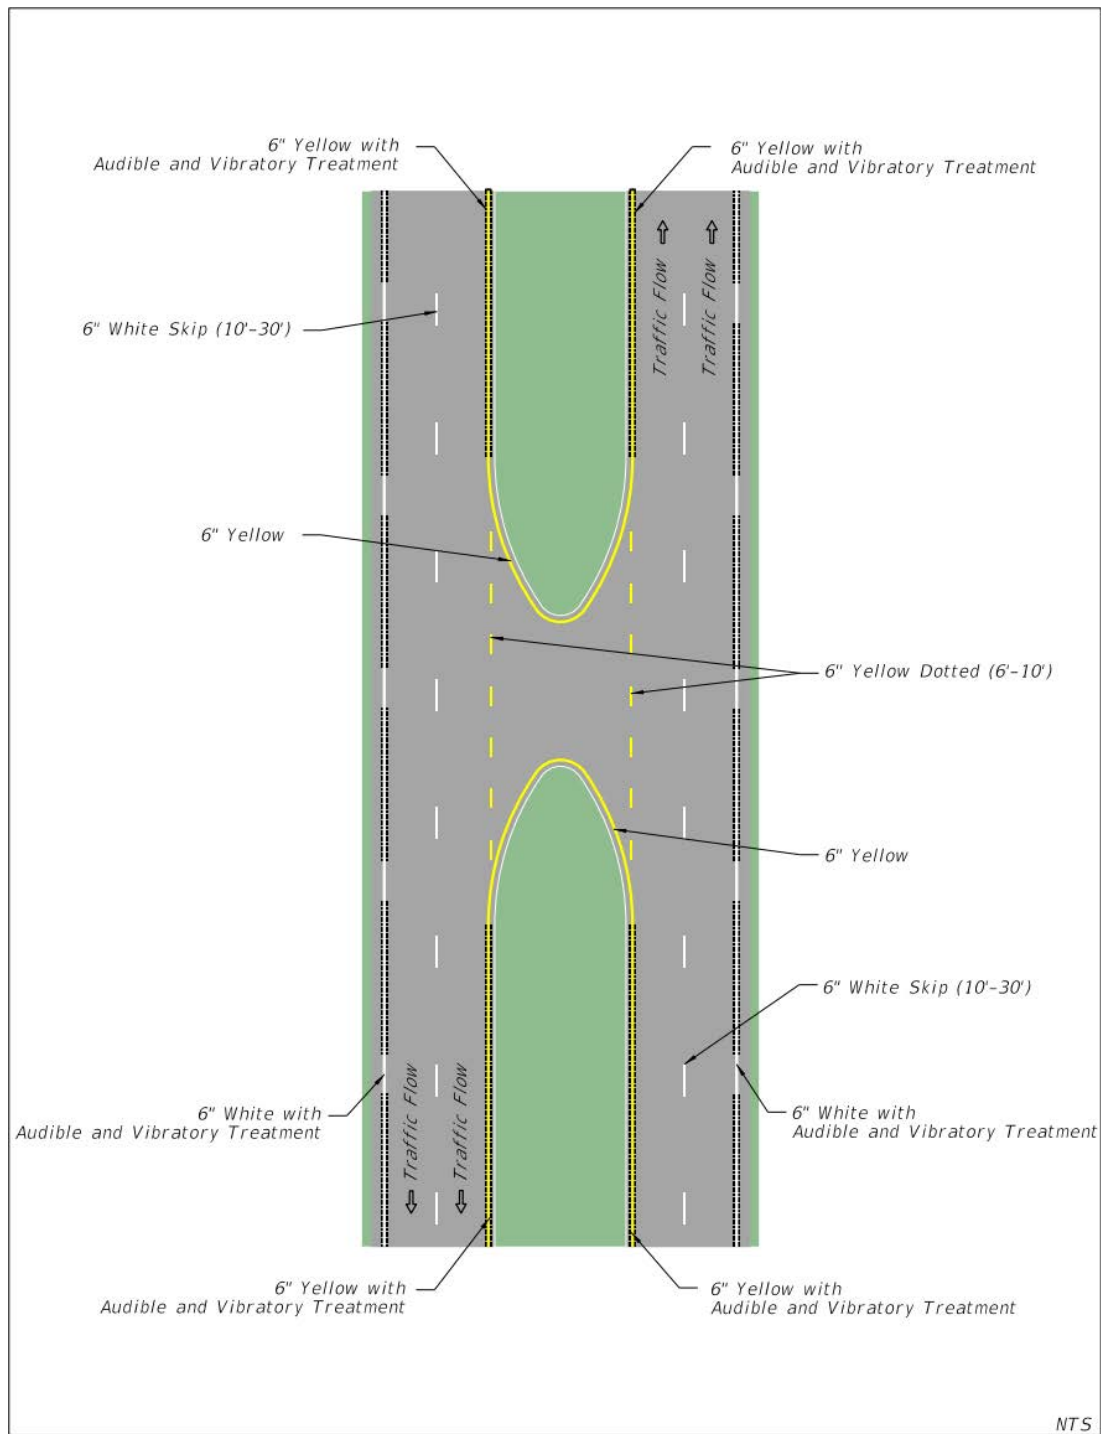 6" Yellow with
Audible and Vibratory Treatment
6" Yellow with
Audible and Vibratory Treatment
Traffic Flow
Traffic Flow
6" White Skip (10'-30')
6" Yellow
6" Yellow Dotted (6'-10')
6" Yellow
6" White Skip (10'-30')
Traffic Flow
Traffic Flow
6" White with
Audible and Vibratory Treatment
6" White with
Audible and Vibratory Treatment
6" Yellow with
Audible and Vibratory Treatment
6" Yellow with
Audible and Vibratory Treatment
NTS